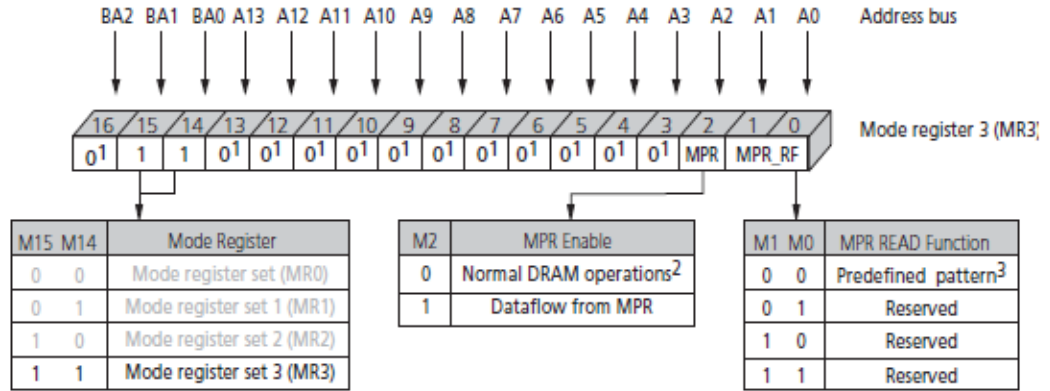 BA2 BA1 BA0 A13 A12 A11 A10 A9 A8 A7 A6 A5 A4 A3 A2 A1 A0 Address bus
16 15 14 13 12 11 10 9 8 7 6 5 4 3 2 1 0 Mode register 3 (MR3)
0¹ 1 1 0¹ 0¹ 0¹ 0¹ 0¹ 0¹ 0¹ 0¹ 0¹ 0¹ 0¹ MPR MPR_RF
M15 M14 Mode Register
0 0 Mode register set (MR0)
0 1 Mode register set 1 (MR1)
1 0 Mode register set 2 (MR2)
1 1 Mode register set 3 (MR3)
M2 MPR Enable
0 Normal DRAM operations²
1 Dataflow from MPR
M1 M0 MPR READ Function
0 0 Predefined pattern³
0 1 Reserved
1 0 Reserved
1 1 Reserved